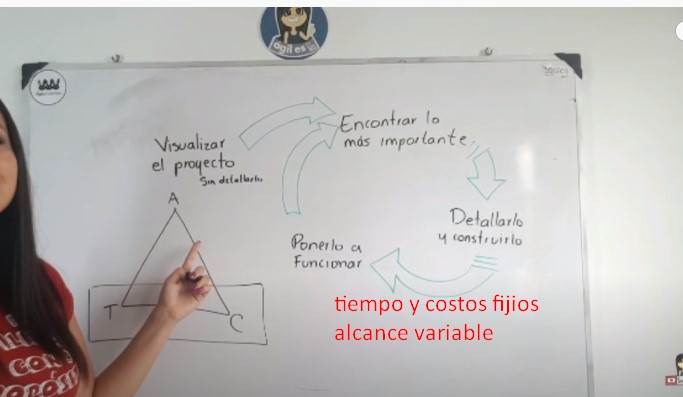 agiles
Visualizar
el proyecto
Sin detallarlo
Encontrar lo
más importante
Detallarlo
y construirlo
Ponerlo a
Funcionar
A
T
C
tiempo y costos fijios
alcance variable
CON